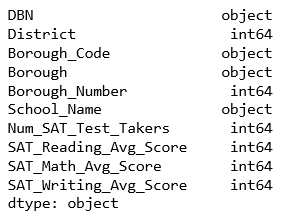 DBN object
District int64
Borough_Code object
Borough object
Borough_Number int64
School_Name object
Num_SAT_Test_Takers int64
SAT_Reading_Avg_Score int64
SAT_Math_Avg_Score int64
SAT_Writing_Avg_Score int64
dtype: object